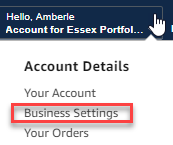 Hello, Amberle
Account for Essex Portfol...
Account Details
Your Account
Business Settings
Your Orders